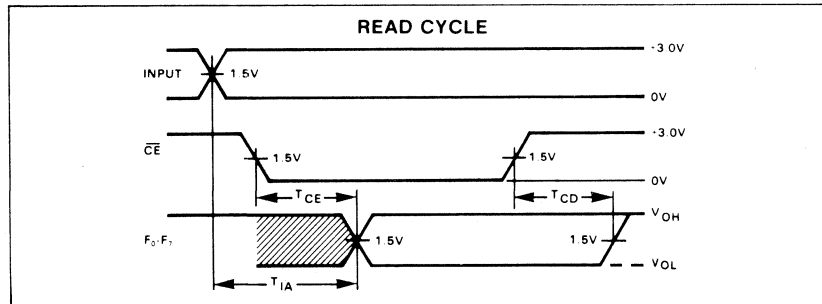 READ CYCLE
INPUT
1.5V
+3.0V
0V
CE
1.5V
1.5V
+3.0V
0V
TCE
TCD
F0-F7
1.5V
1.5V
VOH
VOL
TIA